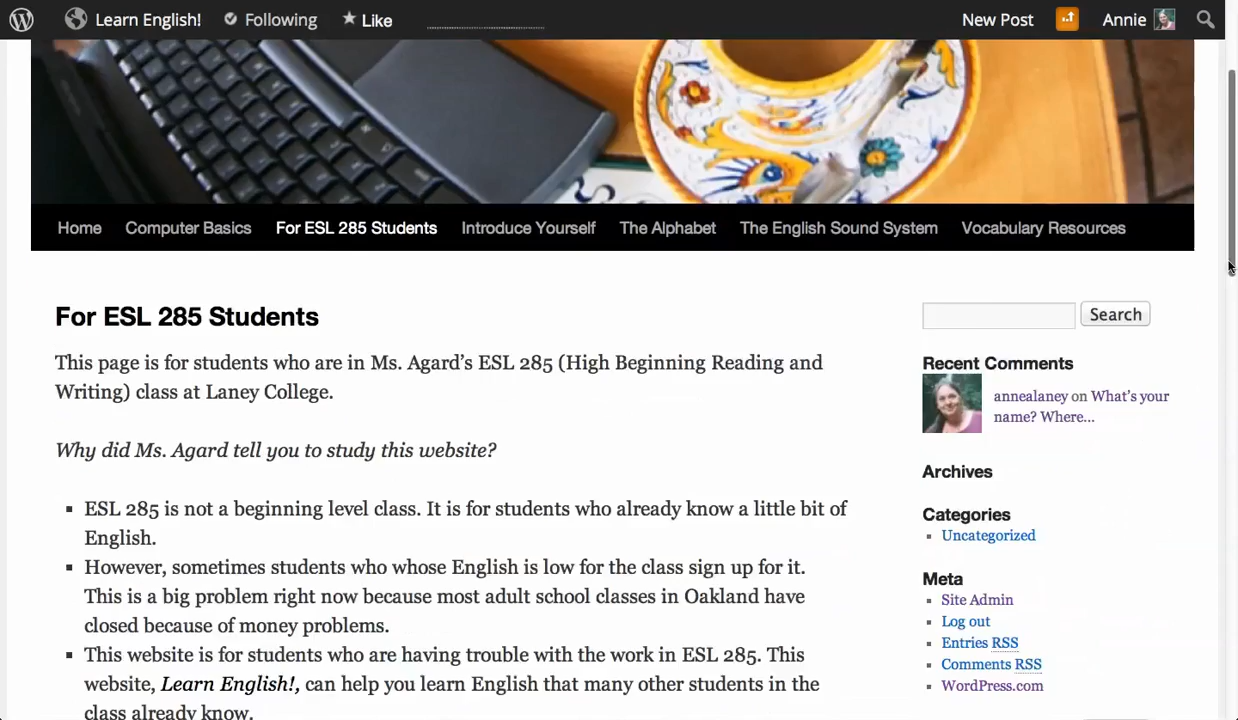 Learn English! Following Like New Post Annie
Home Computer Basics For ESL 285 Students Introduce Yourself The Alphabet The English Sound System Vocabulary Resources
For ESL 285 Students
This page is for students who are in Ms. Agard’s ESL 285 (High Beginning Reading and
Writing) class at Laney College.
Why did Ms. Agard tell you to study this website?
ESL 285 is not a beginning level class. It is for students who already know a little bit of
English.
However, sometimes students who whose English is low for the class sign up for it.
This is a big problem right now because most adult school classes in Oakland have
closed because of money problems.
This website is for students who are having trouble with the work in ESL 285. This
website, Learn English!, can help you learn English that many other students in the
class already know.
Search
Recent Comments
annealaney on What’s your
name? Where...
Archives
Categories
Uncategorized
Meta
Site Admin
Log out
Entries RSS
Comments RSS
WordPress.com